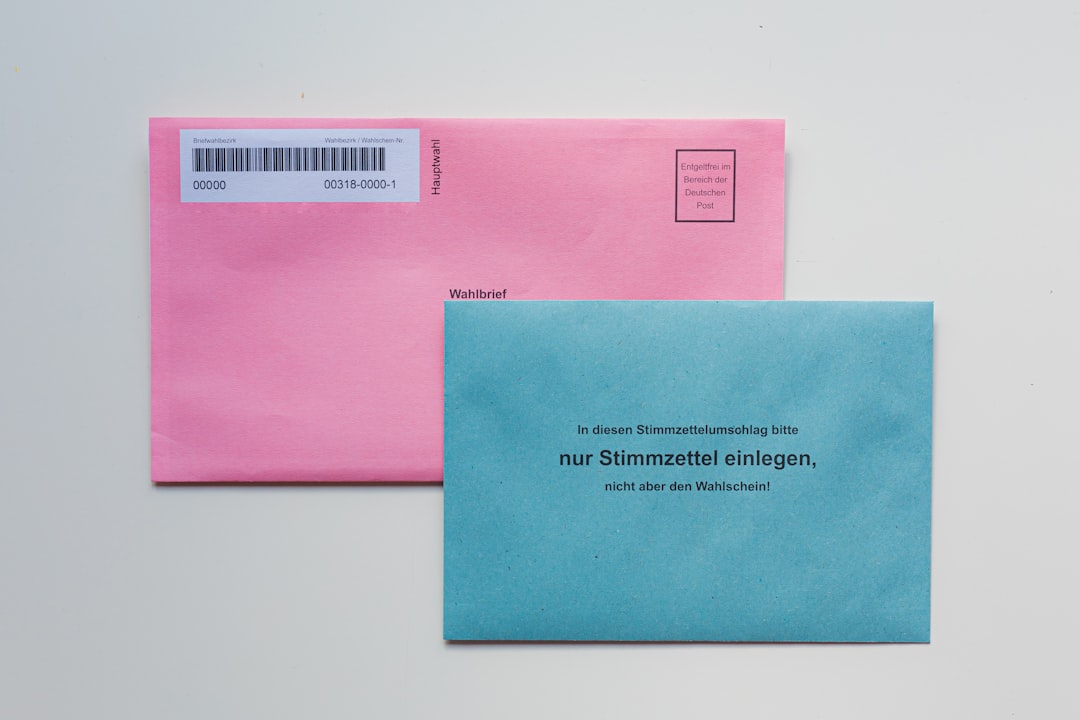 Briefwahlbezirk Wahlbezirk / Wahlschein-Nr.
00000 00318-0000-1
Hauptwahl
Entgeltfrei im
Bereich der
Deutschen
Post
Wahlbrief
In diesen Stimmzettelumschlag bitte
nur Stimmzettel einlegen,
nicht aber den Wahlschein!